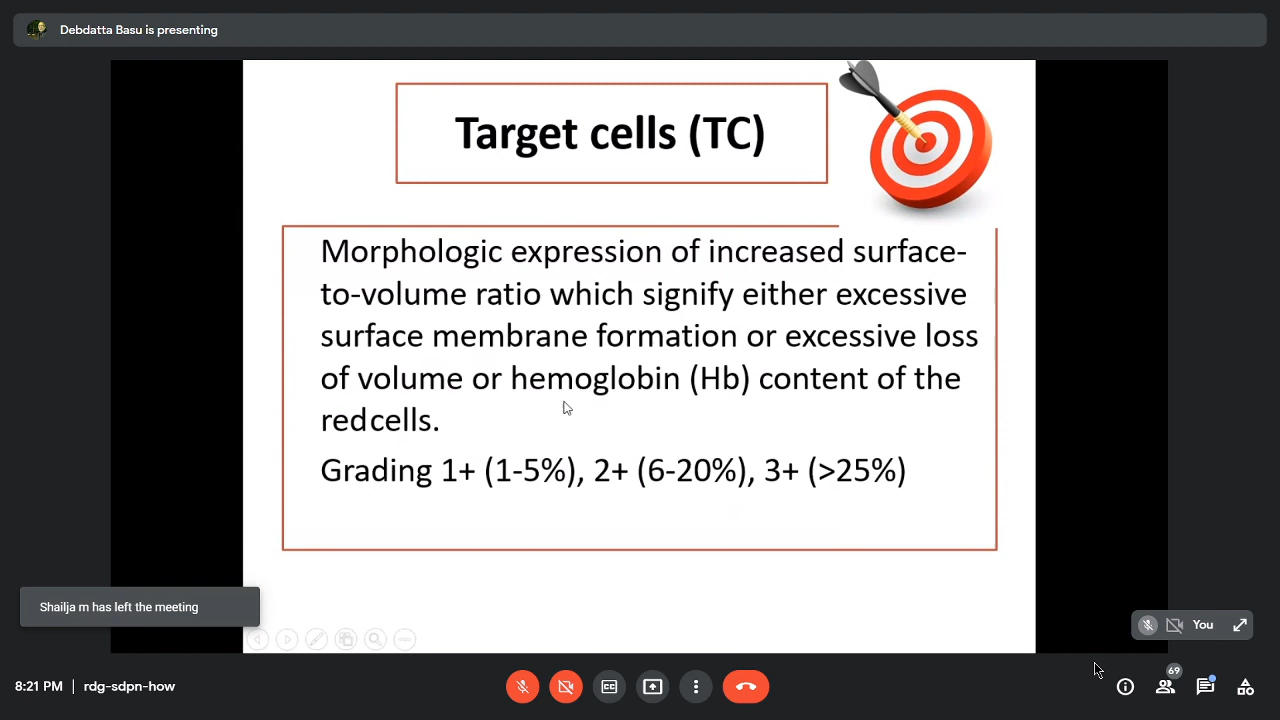 Debdatta Basu is presenting
Target cells (TC)
Morphologic expression of increased surface-
to-volume ratio which signify either excessive
surface membrane formation or excessive loss
of volume or hemoglobin (Hb) content of the
redcells.
Grading 1+ (1-5%), 2+ (6-20%), 3+ (>25%)
Shailja m has left the meeting
You
8:21 PM | rdg-sdpn-how
CC
69